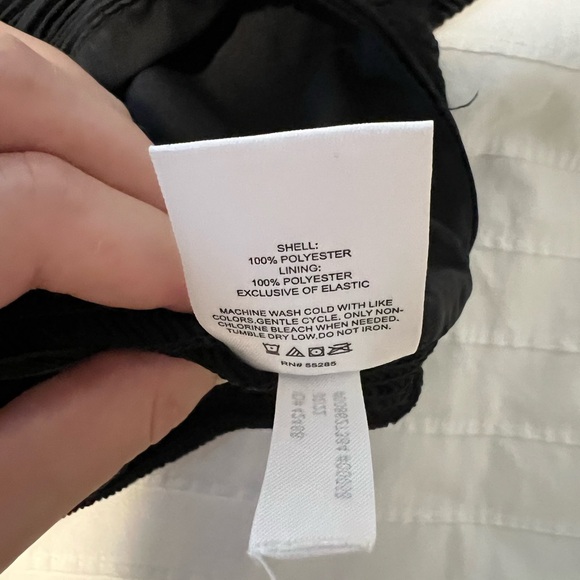 SHELL:
100% POLYESTER
LINING:
100% POLYESTER
EXCLUSIVE OF ELASTIC
MACHINE WASH COLD WITH LIKE
COLORS,GENTLE CYCLE. ONLY NON-
CHLORINE BLEACH WHEN NEEDED.
TUMBLE DRY LOW.DO NOT IRON.
RN# 55285